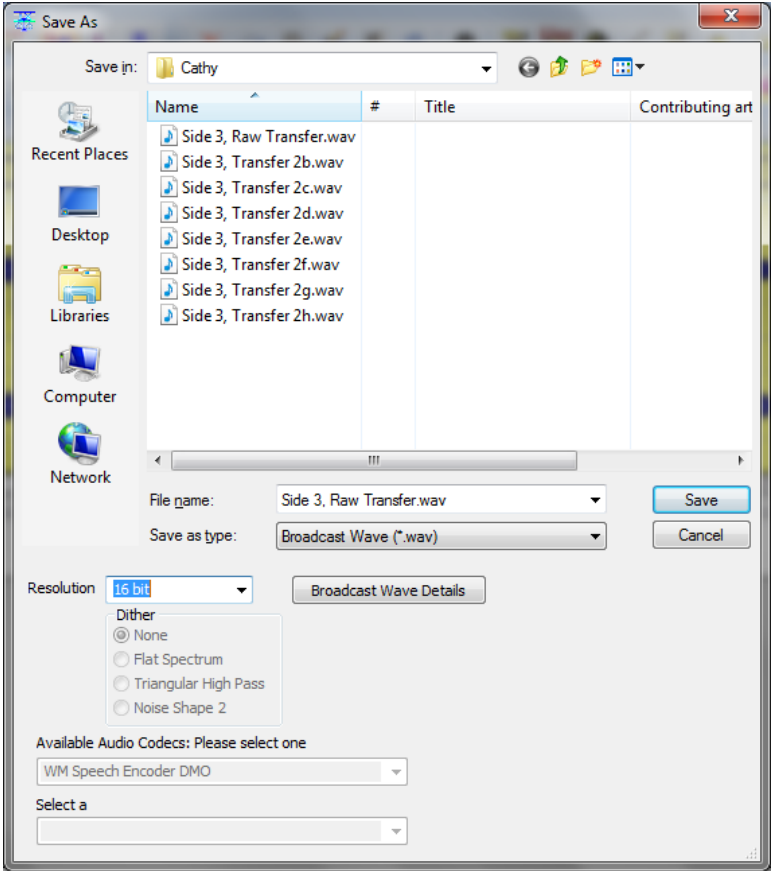 Save As
Save in: Cathy
Name # Title Contributing art
Recent Places
Desktop
Libraries
Computer
Network
Side 3, Raw Transfer.wav
Side 3, Transfer 2b.wav
Side 3, Transfer 2c.wav
Side 3, Transfer 2d.wav
Side 3, Transfer 2e.wav
Side 3, Transfer 2f.wav
Side 3, Transfer 2g.wav
Side 3, Transfer 2h.wav
File name: Side 3, Raw Transfer.wav Save
Save as type: Broadcast Wave (*.wav) Cancel
Resolution 16 bit Broadcast Wave Details
Dither
None
Flat Spectrum
Triangular High Pass
Noise Shape 2
Available Audio Codecs: Please select one
WM Speech Encoder DMO
Select a